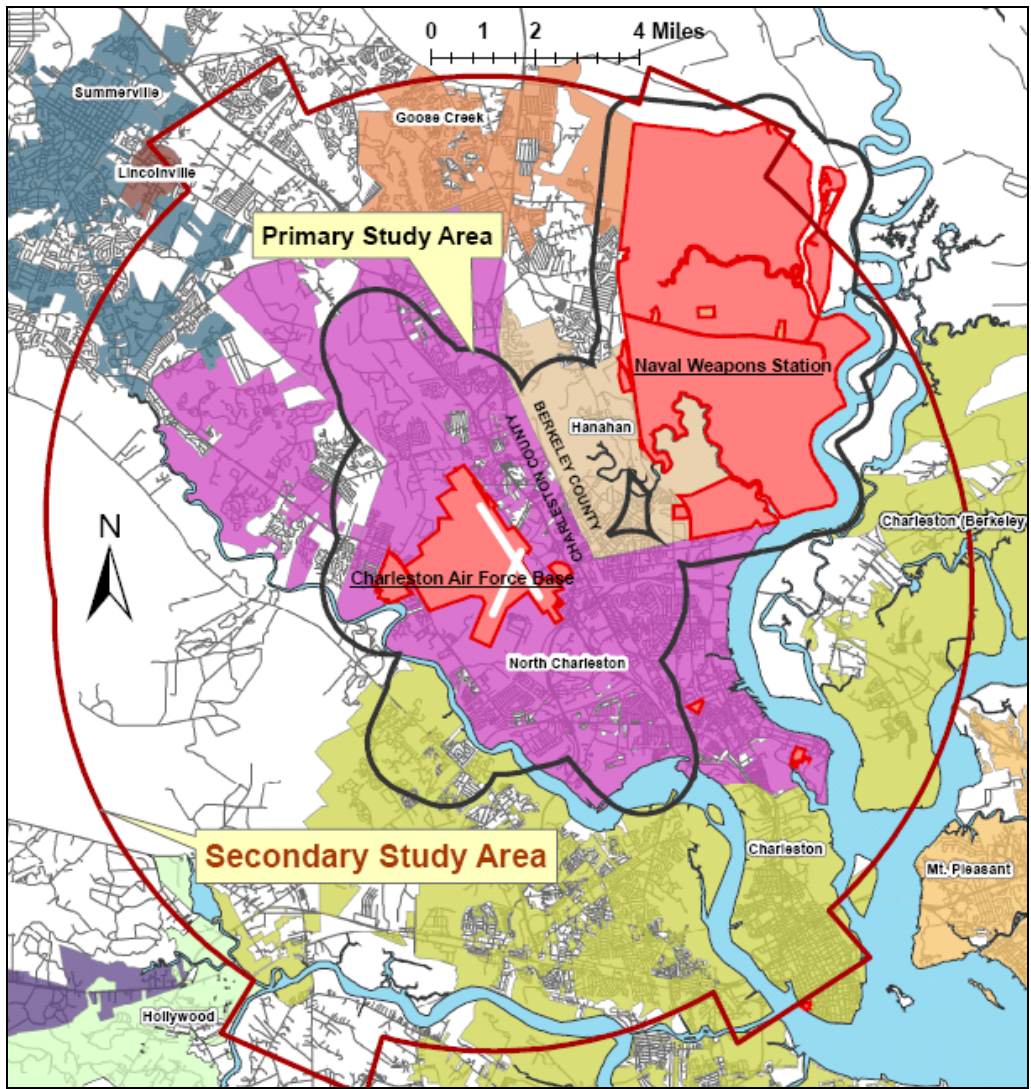 0 1 2 4 Miles
Summerville
Goose Creek
Lincolnville
Primary Study Area
Naval Weapons Station
BERKELEY COUNTY
CHARLESTON COUNTY
Hanahan
N
Charleston (Berkeley
Charleston Air Force Base
North Charleston
Secondary Study Area
Charleston
Mt. Pleasant
Hollywood